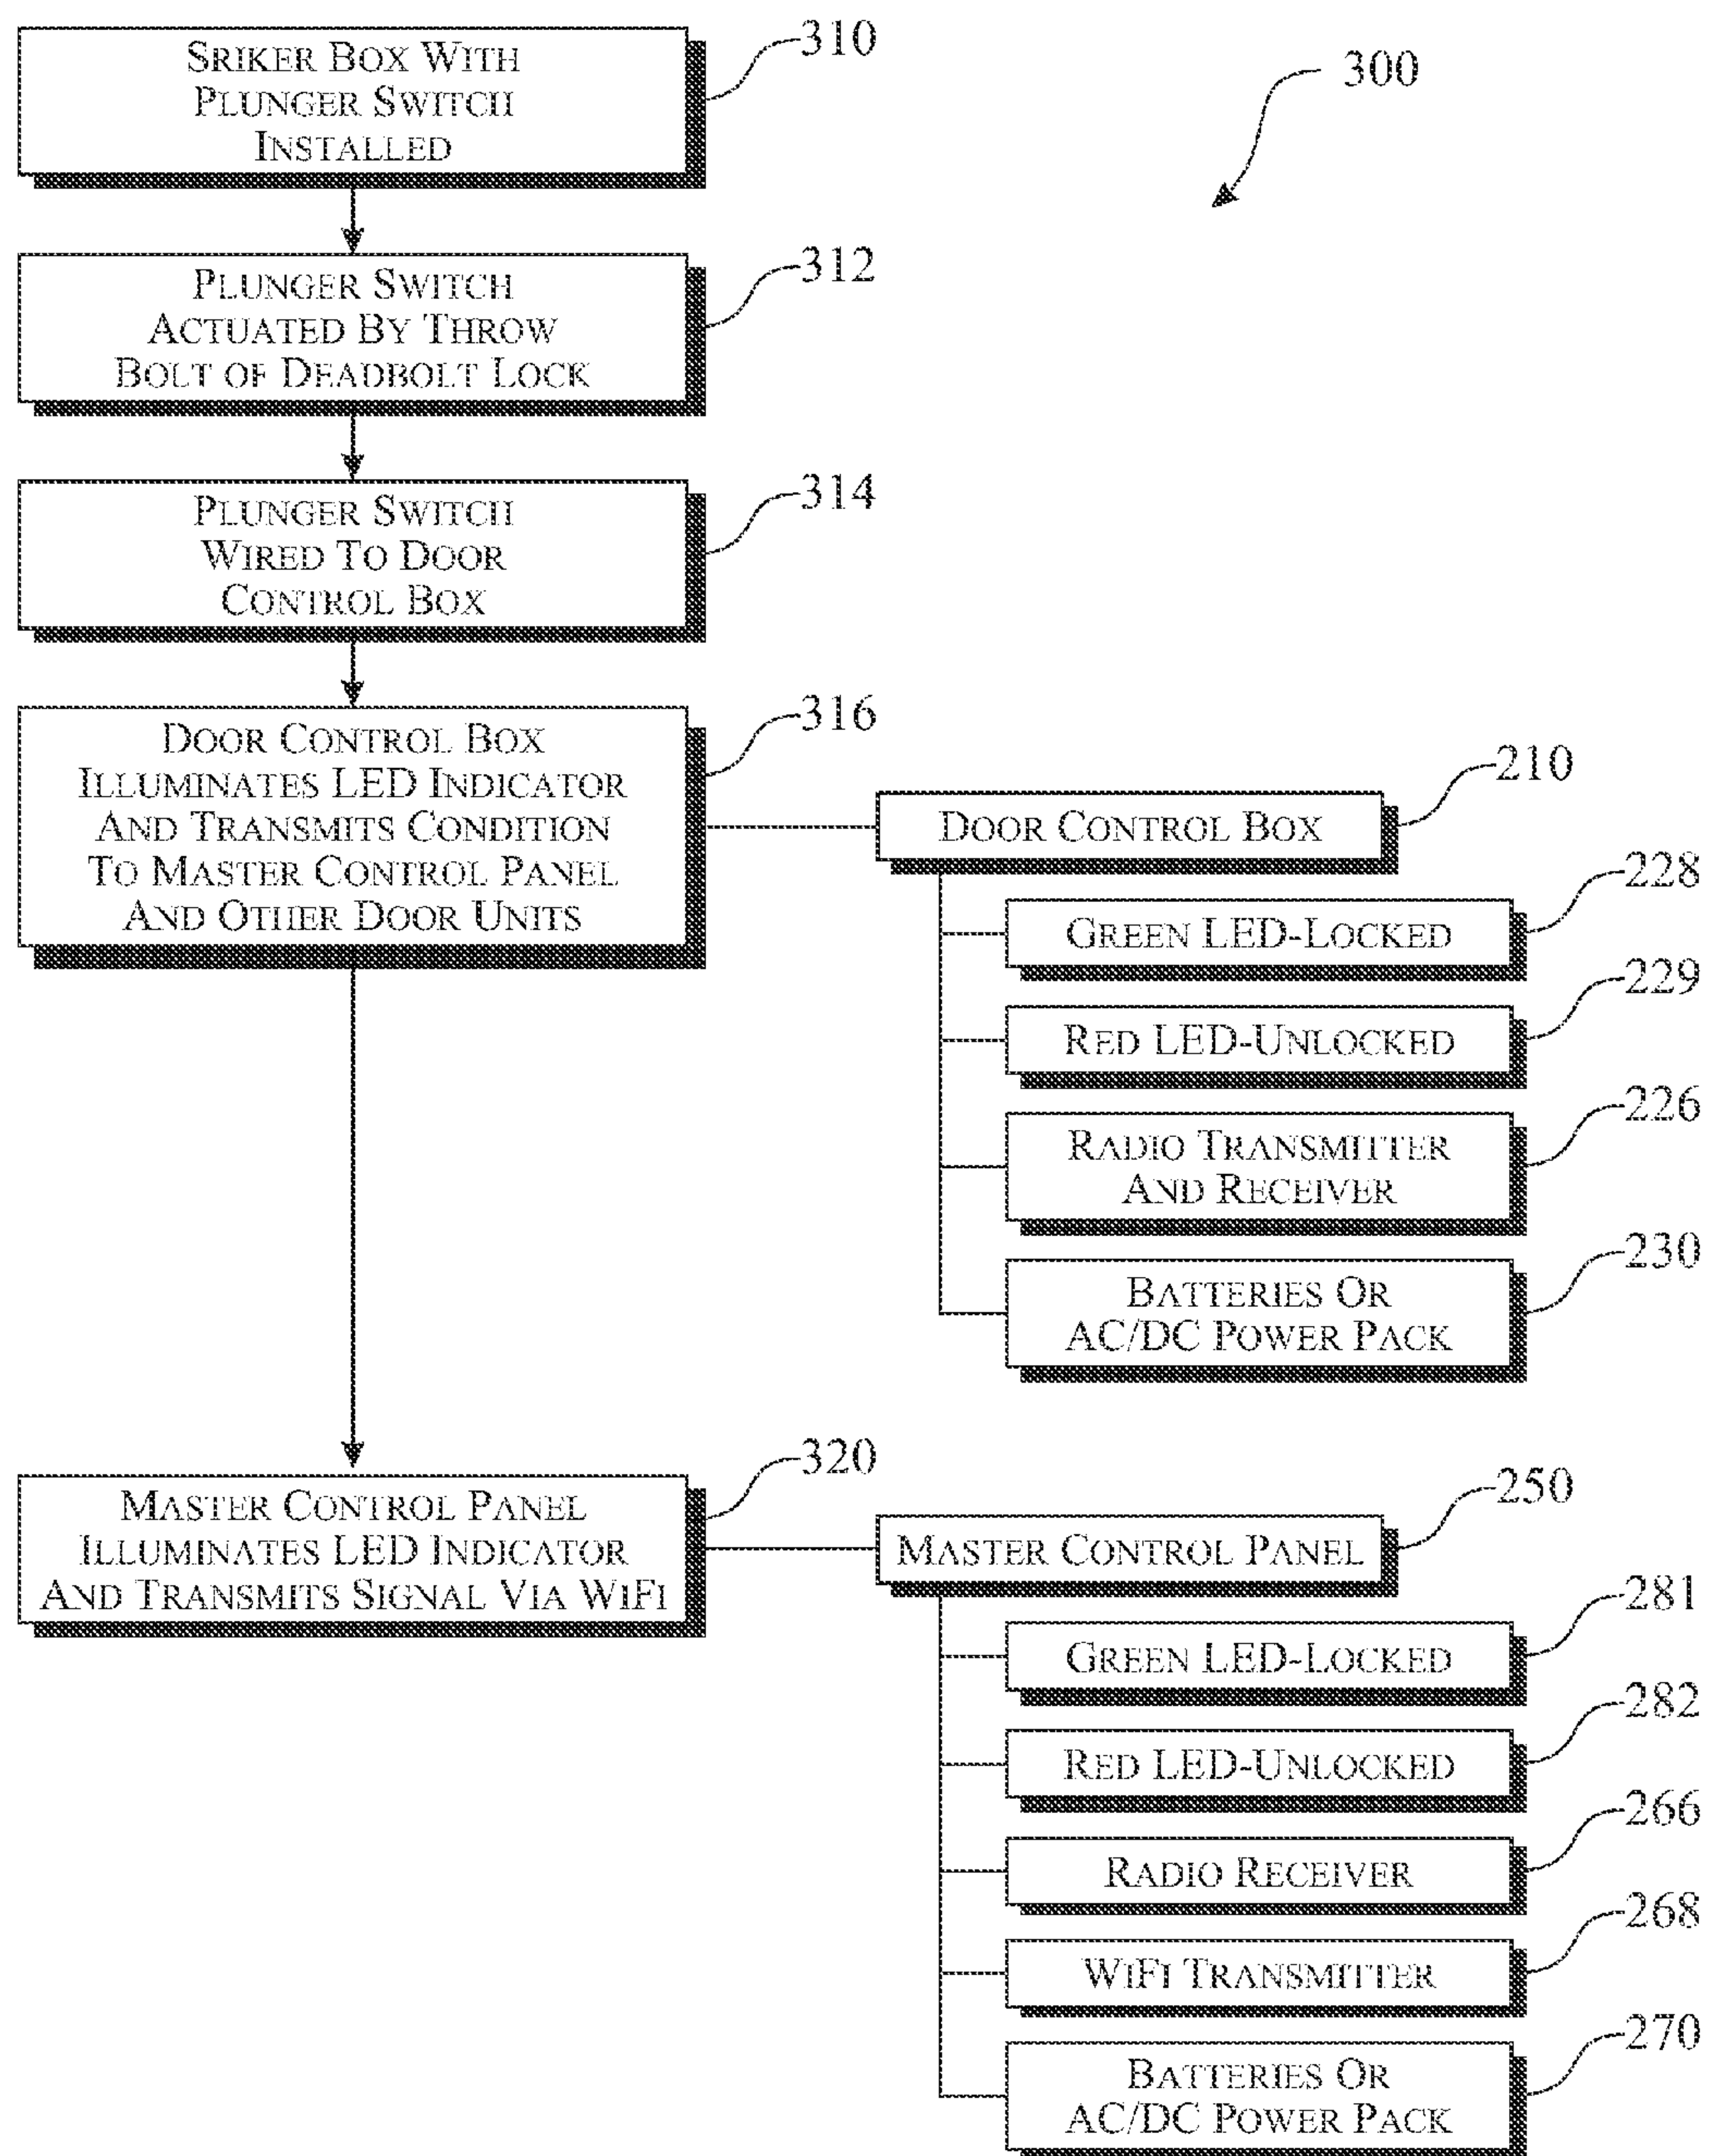 SRIKER BOX WITH
PLUNGER SWITCH
INSTALLED
310
300
PLUNGER SWITCH
ACTUATED BY THROW
BOLT OF DEADBOLT LOCK
312
PLUNGER SWITCH
WIRED TO DOOR
CONTROL BOX
314
DOOR CONTROL BOX
ILLUMINATES LED INDICATOR
AND TRANSMITS CONDITION
TO MASTER CONTROL PANEL
AND OTHER DOOR UNITS
316
DOOR CONTROL BOX
210
GREEN LED-LOCKED
228
RED LED-UNLOCKED
229
RADIO TRANSMITTER
AND RECEIVER
226
BATTERIES OR
AC/DC POWER PACK
230
MASTER CONTROL PANEL
ILLUMINATES LED INDICATOR
AND TRANSMITS SIGNAL VIA WIFI
320
MASTER CONTROL PANEL
250
GREEN LED-LOCKED
281
RED LED-UNLOCKED
282
RADIO RECEIVER
266
WIFI TRANSMITTER
268
BATTERIES OR
AC/DC POWER PACK
270